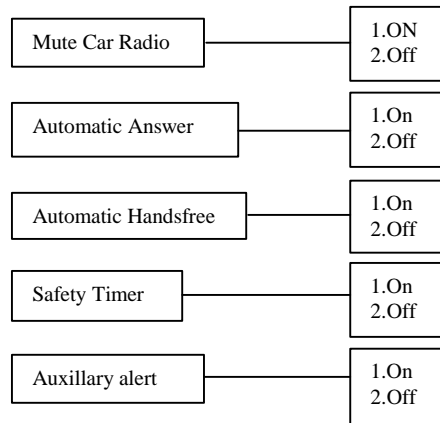 Mute Car Radio
1.ON
2.Off
Automatic Answer
1.On
2.Off
Automatic Handsfree
1.On
2.Off
Safety Timer
1.On
2.Off
Auxillary alert
1.On
2.Off